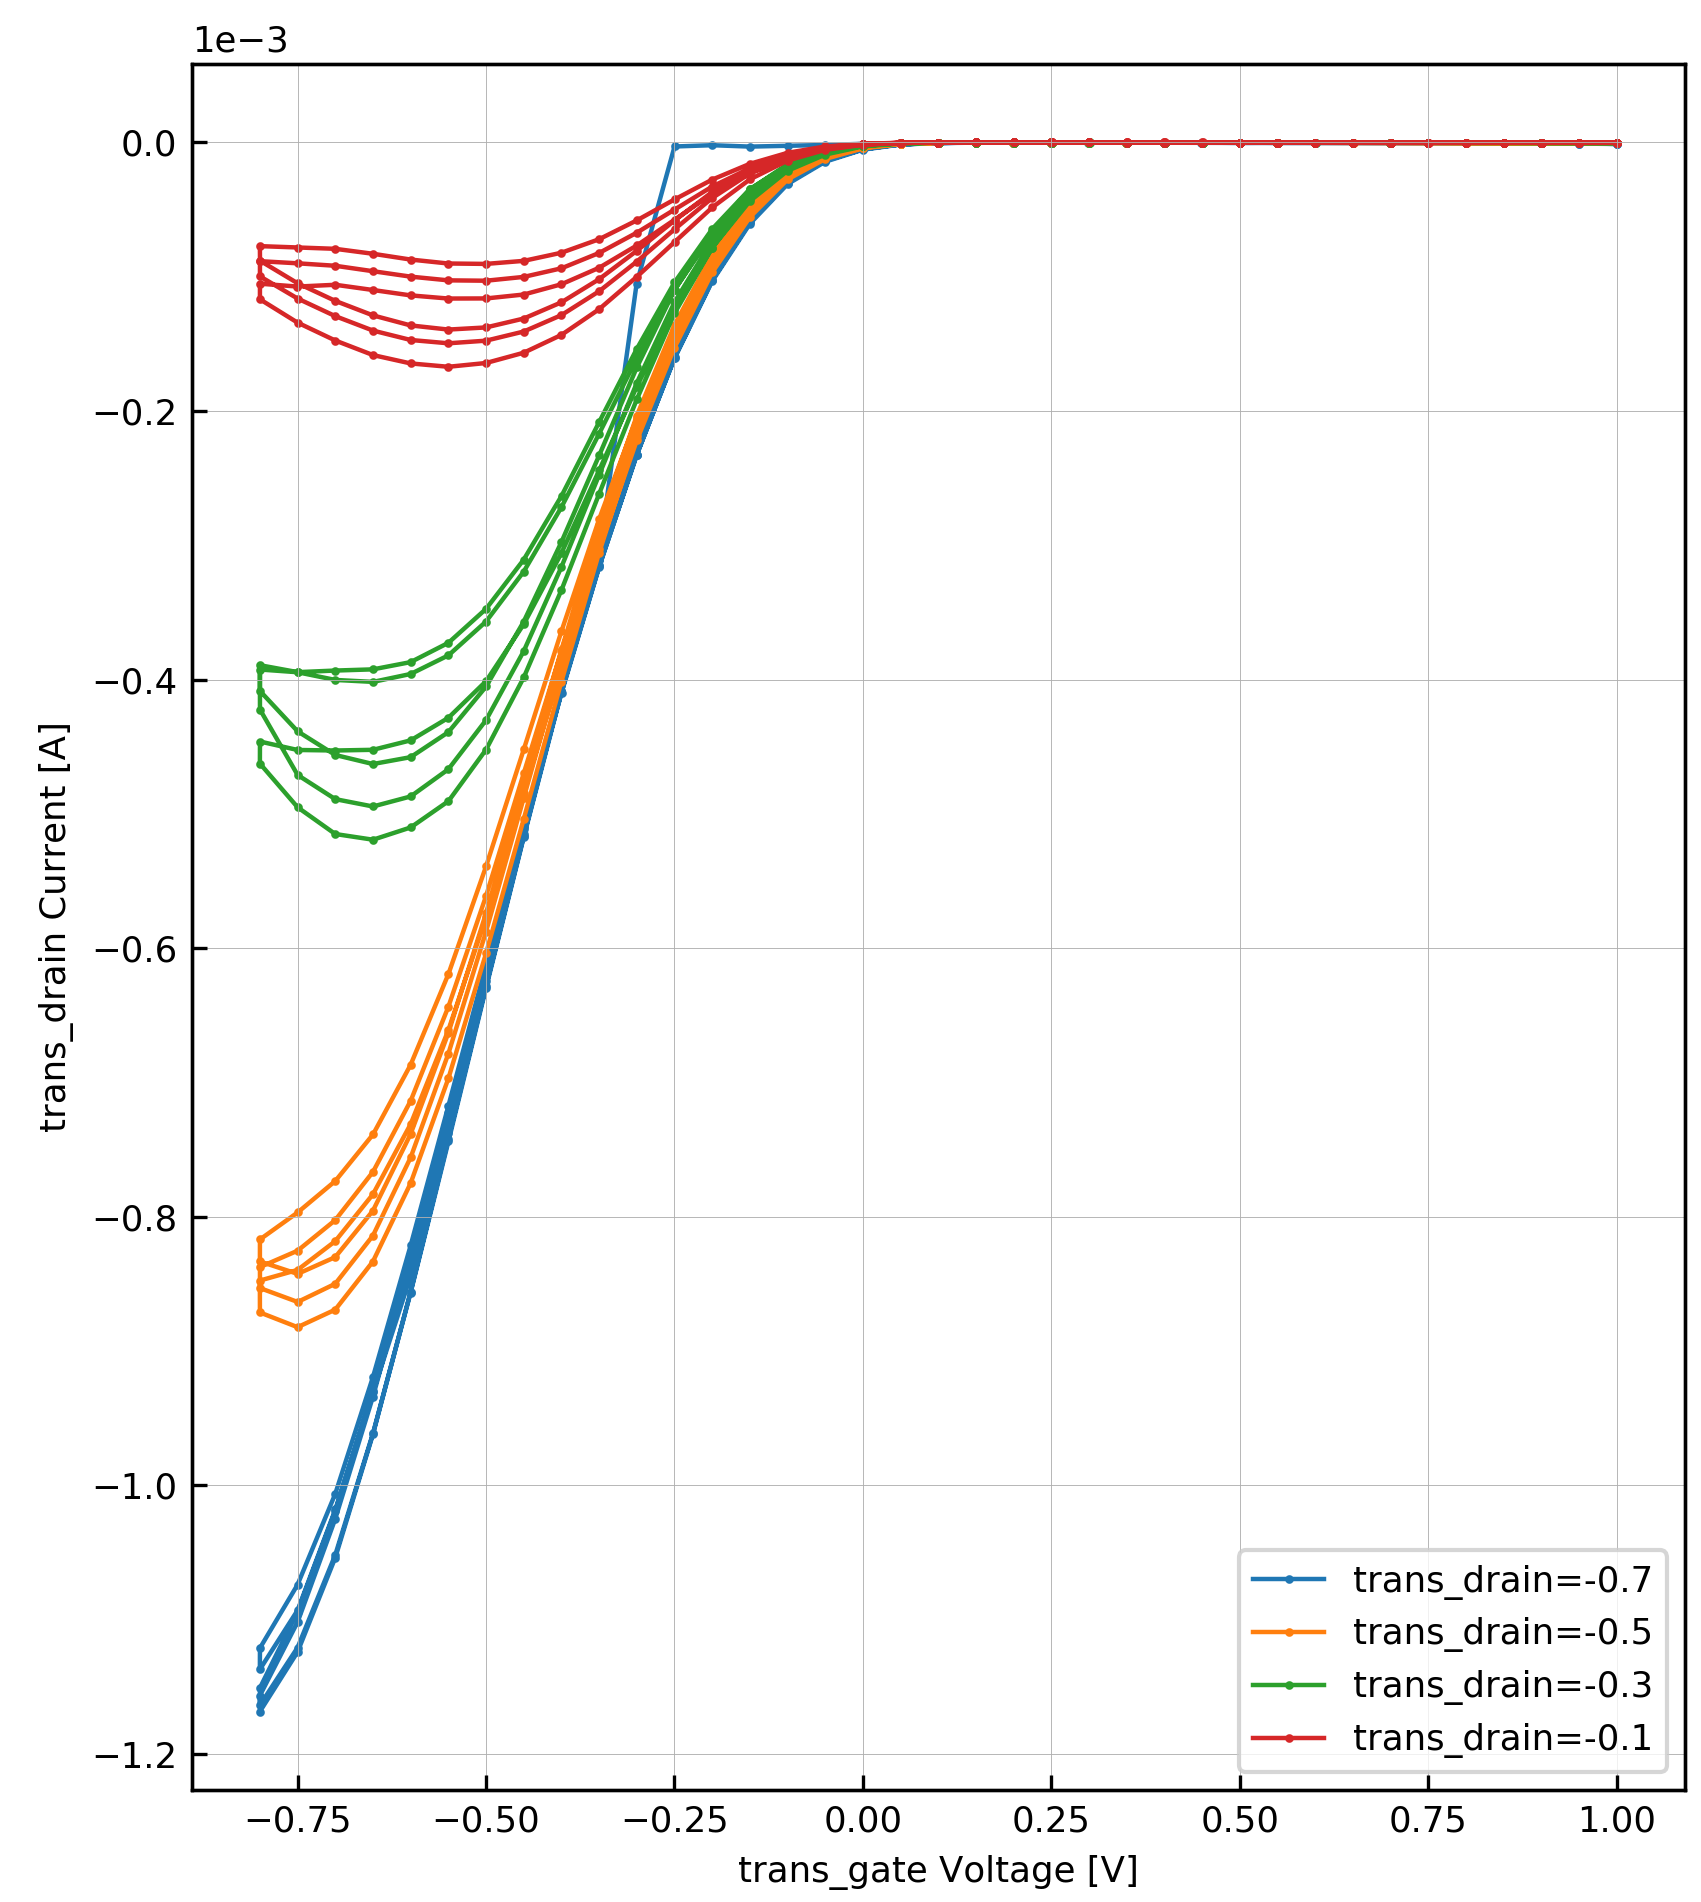 1e−3
0.0
−0.2
−0.4
−0.6
−0.8
−1.0
−1.2
trans_drain Current [A]
−0.75 −0.50 −0.25 0.00 0.25 0.50 0.75 1.00
trans_gate Voltage [V]
trans_drain=-0.7
trans_drain=-0.5
trans_drain=-0.3
trans_drain=-0.1